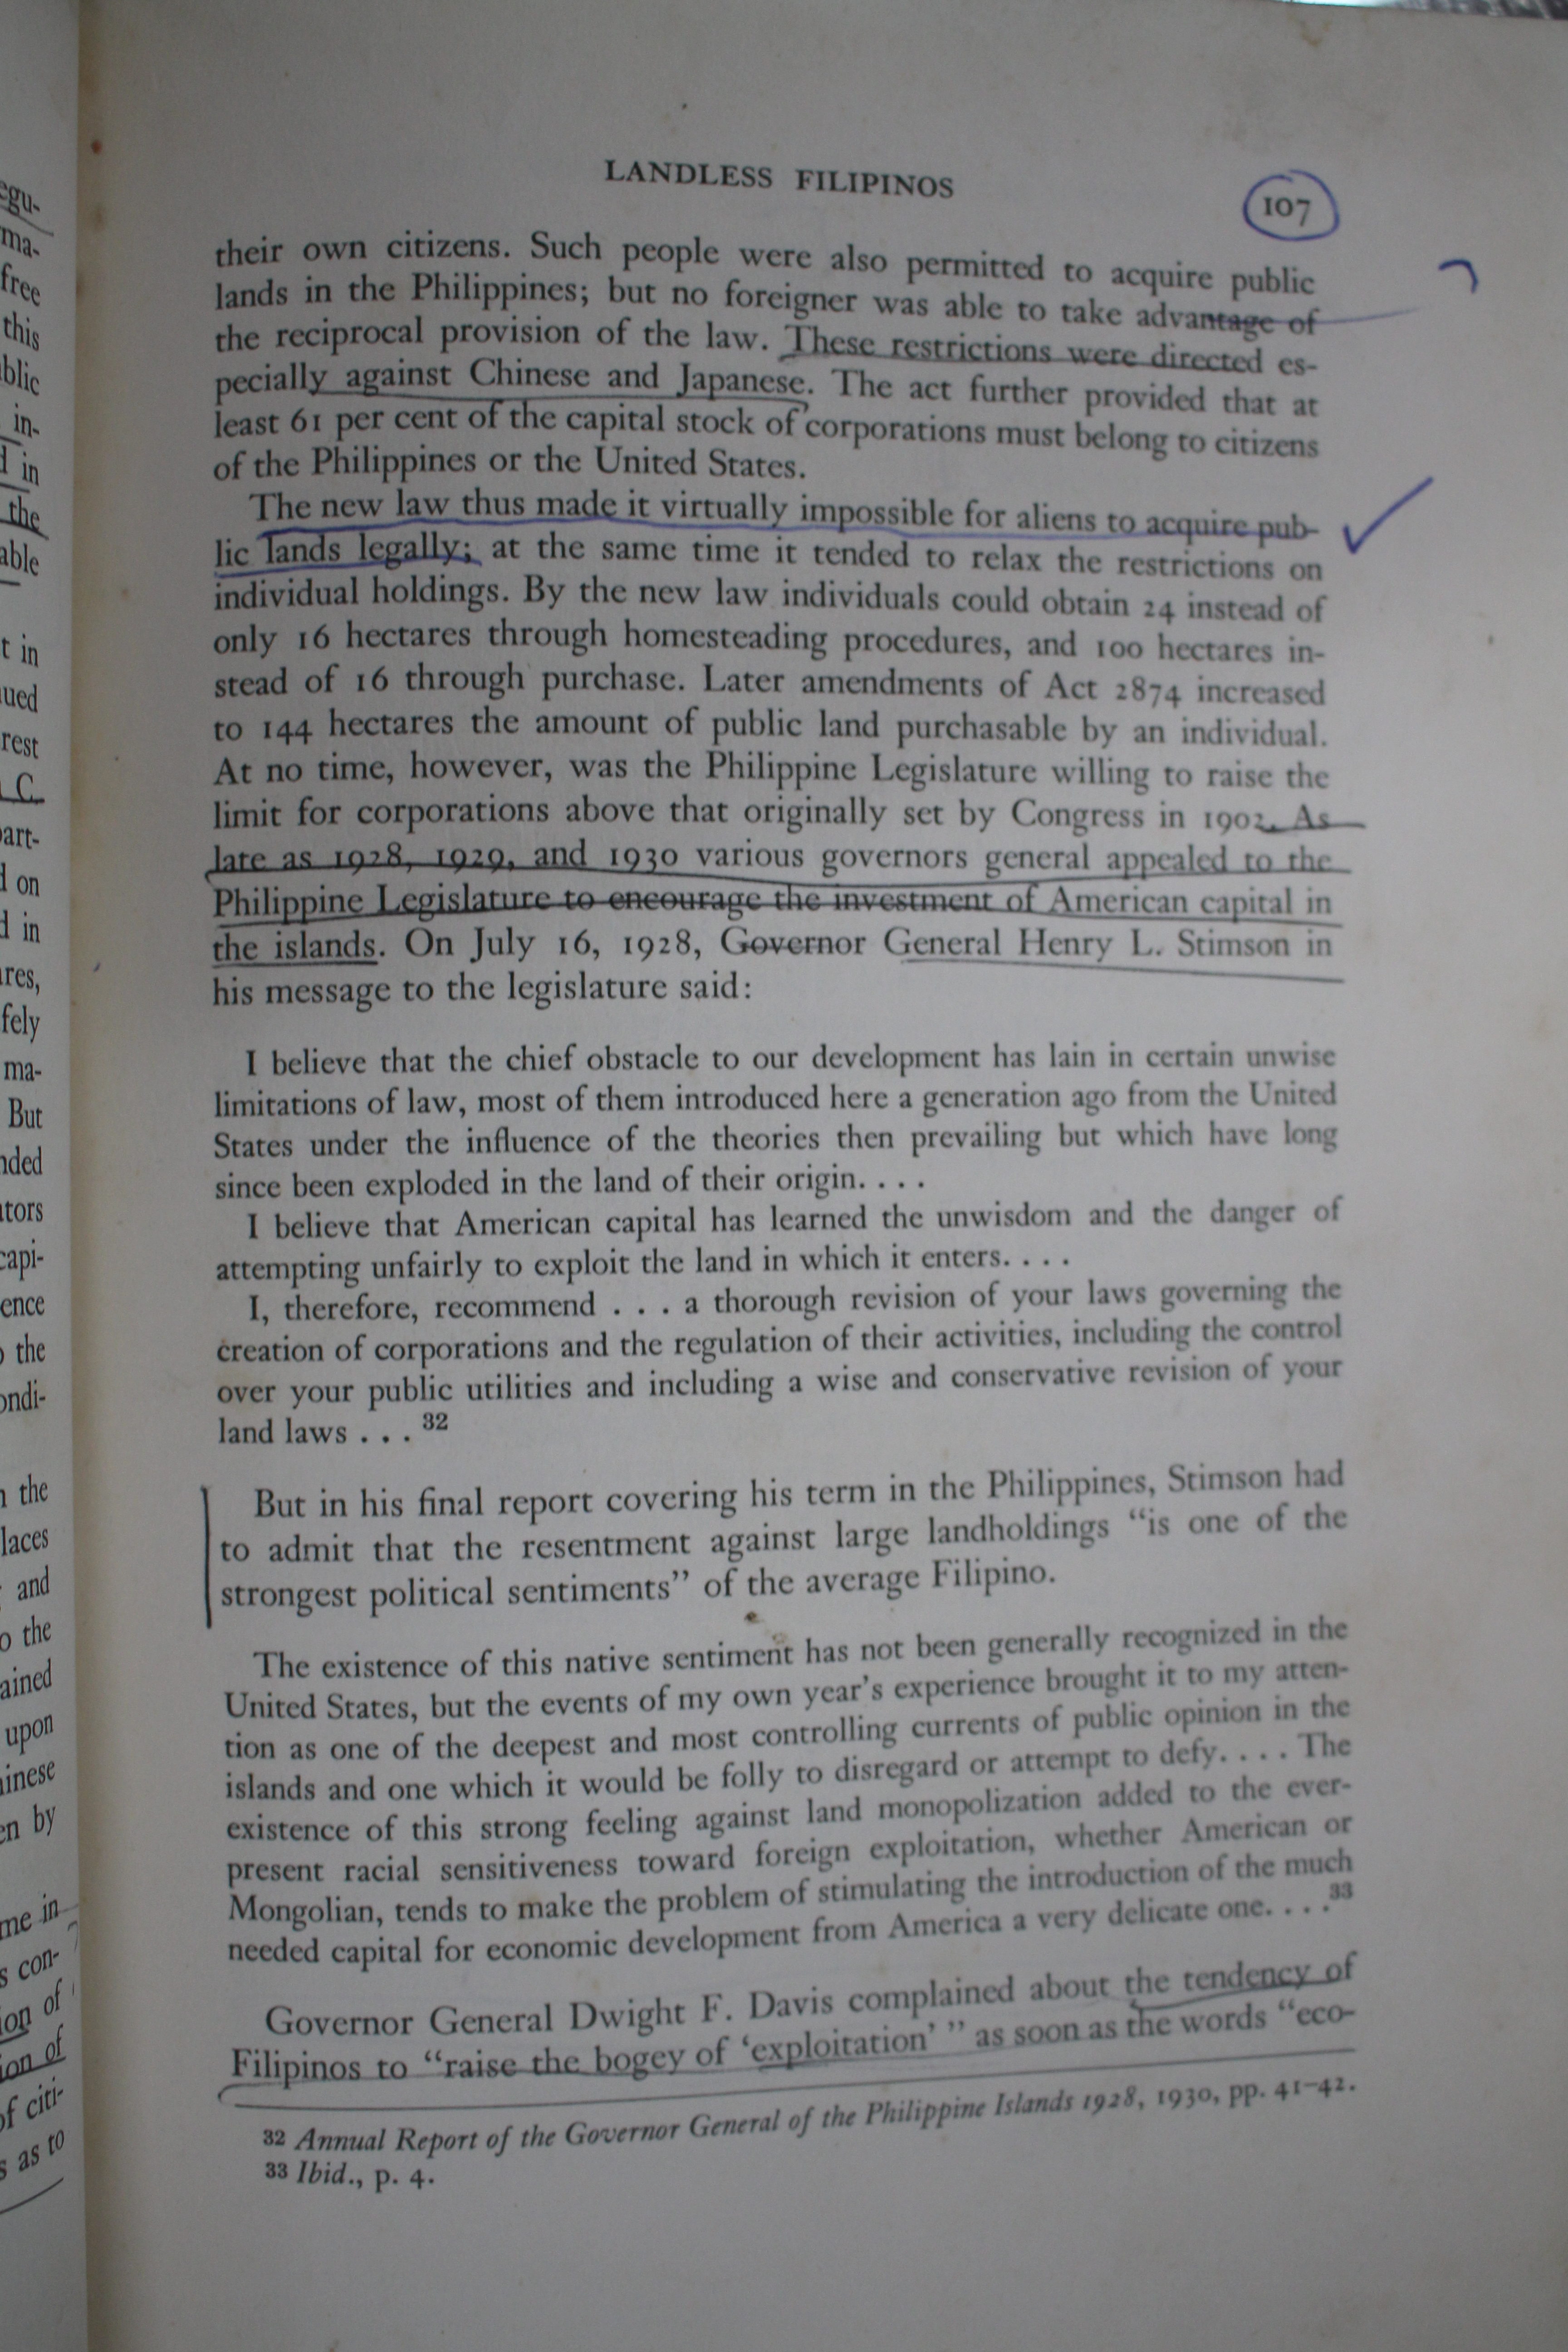 LANDLESS FILIPINOS
107
their own citizens. Such people were also permitted to acquire public
lands in the Philippines; but no foreigner was able to take advantage of
the reciprocal provision of the law. These restrictions were directed es-
pecially against Chinese and Japanese. The act further provided that at
least 61 per cent of the capital stock of corporations must belong to citizens
of the Philippines or the United States.
The new law thus made it virtually impossible for aliens to acquire pub-
lic lands legally; at the same time it tended to relax the restrictions on
individual holdings. By the new law individuals could obtain 24 instead of
only 16 hectares through homesteading procedures, and 100 hectares in-
stead of 16 through purchase. Later amendments of Act 2874 increased
to 144 hectares the amount of public land purchasable by an individual.
At no time, however, was the Philippine Legislature willing to raise the
limit for corporations above that originally set by Congress in 1902. As
late as 1928, 1929, and 1930 various governors general appealed to the
Philippine Legislature to encourage the investment of American capital in
the islands. On July 16, 1928, Governor General Henry L. Stimson in
his message to the legislature said:
I believe that the chief obstacle to our development has lain in certain unwise
limitations of law, most of them introduced here a generation ago from the United
States under the influence of the theories then prevailing but which have long
since been exploded in the land of their origin. . . .
I believe that American capital has learned the unwisdom and the danger of
attempting unfairly to exploit the land in which it enters. . . .
I, therefore, recommend . . . a thorough revision of your laws governing the
creation of corporations and the regulation of their activities, including the control
over your public utilities and including a wise and conservative revision of your
land laws . . . 32
But in his final report covering his term in the Philippines, Stimson had
to admit that the resentment against large landholdings "is one of the
strongest political sentiments" of the average Filipino.
The existence of this native sentiment has not been generally recognized in the
United States, but the events of my own year's experience brought it to my atten-
tion as one of the deepest and most controlling currents of public opinion in the
islands and one which it would be folly to disregard or attempt to defy. . . . The
existence of this strong feeling against land monopolization added to the ever-
present racial sensitiveness toward foreign exploitation, whether American or
Mongolian, tends to make the problem of stimulating the introduction of the much
needed capital for economic development from America a very delicate one. . . .33
Governor General Dwight F. Davis complained about the tendency of
Filipinos to "raise the bogey of 'exploitation' " as soon as the words "eco-
32 Annual Report of the Governor General of the Philippine Islands 1928, 1930, pp. 41-42.
33 Ibid., p. 4.